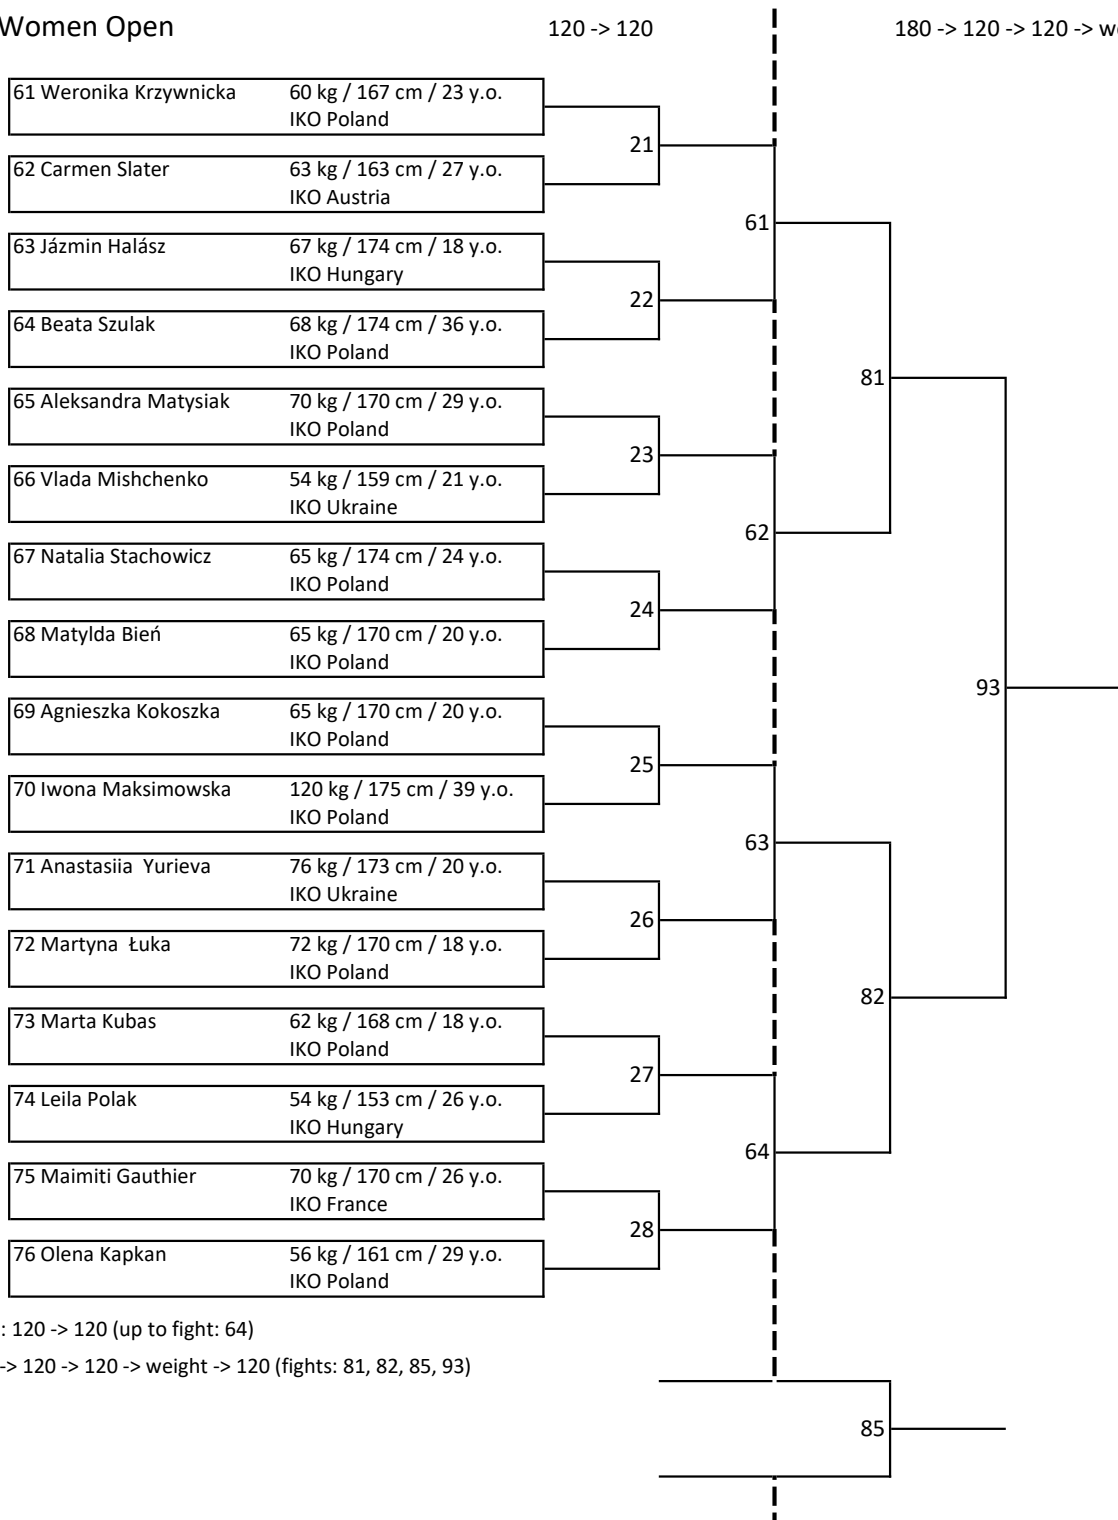 Women Open 120 -> 120 180 -> 120 -> 120 ->
61 Weronika Krzywnicka 60 kg / 167 cm / 23 y.o.
IKO Poland
21
62 Carmen Slater 63 kg / 163 cm / 27 y.o.
IKO Austria
61
63 Jázmin Halász 67 kg / 174 cm / 18 y.o.
IKO Hungary
22
64 Beata Szulak 68 kg / 174 cm / 36 y.o.
IKO Poland
81
65 Aleksandra Matysiak 70 kg / 170 cm / 29 y.o.
IKO Poland
23
66 Vlada Mishchenko 54 kg / 159 cm / 21 y.o.
IKO Ukraine
62
67 Natalia Stachowicz 65 kg / 174 cm / 24 y.o.
IKO Poland
24
68 Matylda Bień 65 kg / 170 cm / 20 y.o.
IKO Poland
93
69 Agnieszka Kokoszka 65 kg / 170 cm / 20 y.o.
IKO Poland
25
70 Iwona Maksimowska 120 kg / 175 cm / 39 y.o.
IKO Poland
63
71 Anastasiia Yurieva 76 kg / 173 cm / 20 y.o.
IKO Ukraine
26
72 Martyna Łuka 72 kg / 170 cm / 18 y.o.
IKO Poland
82
73 Marta Kubas 62 kg / 168 cm / 18 y.o.
IKO Poland
27
74 Leila Polak 54 kg / 153 cm / 26 y.o.
IKO Hungary
64
75 Maimiti Gauthier 70 kg / 170 cm / 26 y.o.
IKO France
28
76 Olena Kapkan 56 kg / 161 cm / 29 y.o.
IKO Poland
: 120 -> 120 (up to fight: 64)
-> 120 -> 120 -> weight -> 120 (fights: 81, 82, 85, 93)
85